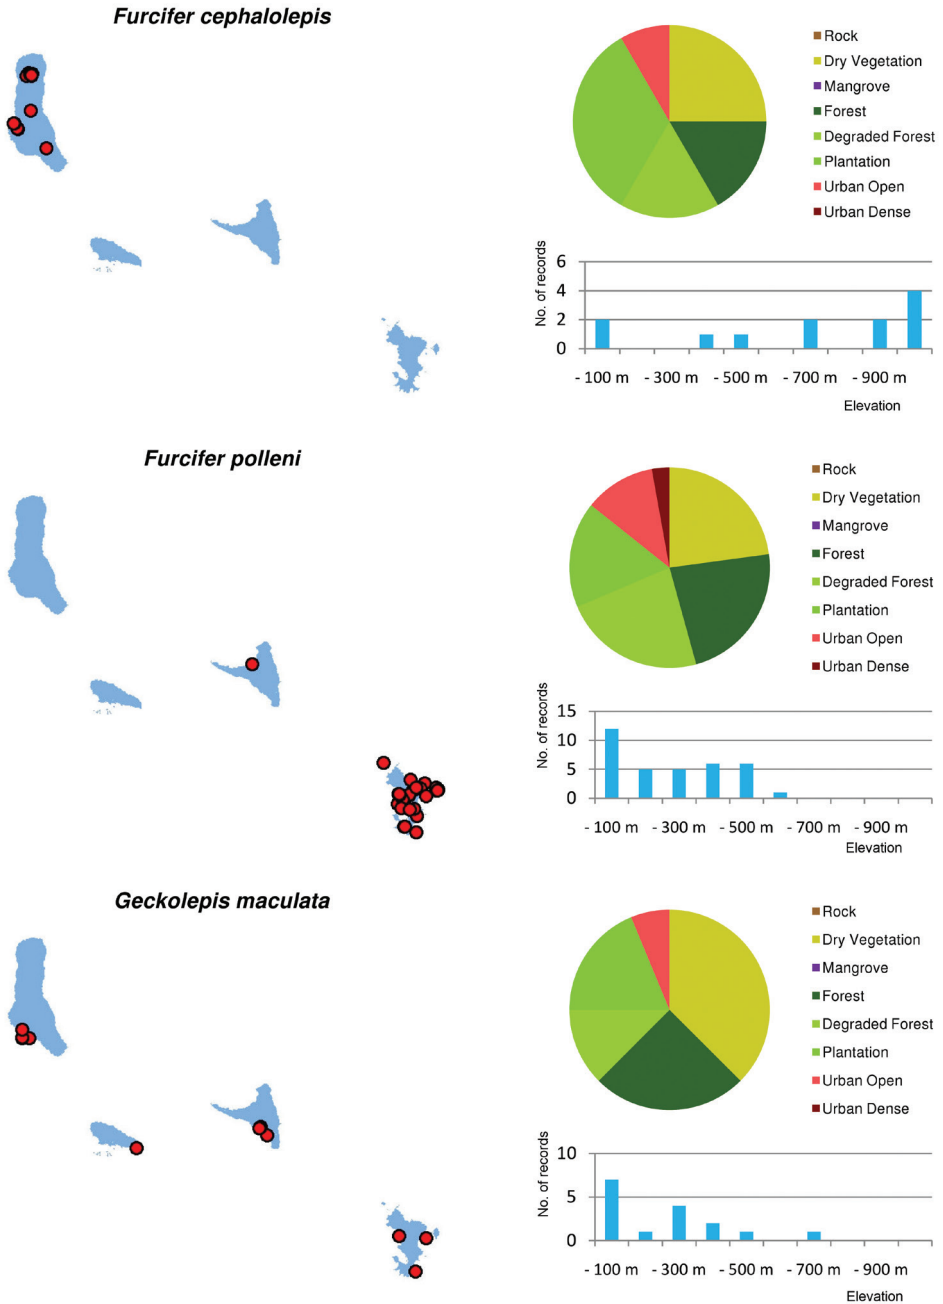 Furcifer cephalolepis
Rock
Dry Vegetation
Mangrove
Forest
Degraded Forest
Plantation
Urban Open
Urban Dense
No. of records
6
4
2
0
- 100 m - 300 m - 500 m - 700 m - 900 m
Elevation
Furcifer polleni
Rock
Dry Vegetation
Mangrove
Forest
Degraded Forest
Plantation
Urban Open
Urban Dense
No. of records
15
10
5
0
- 100 m - 300 m - 500 m - 700 m - 900 m
Elevation
Geckolepis maculata
Rock
Dry Vegetation
Mangrove
Forest
Degraded Forest
Plantation
Urban Open
Urban Dense
No. of records
10
5
0
- 100 m - 300 m - 500 m - 700 m - 900 m
Elevation